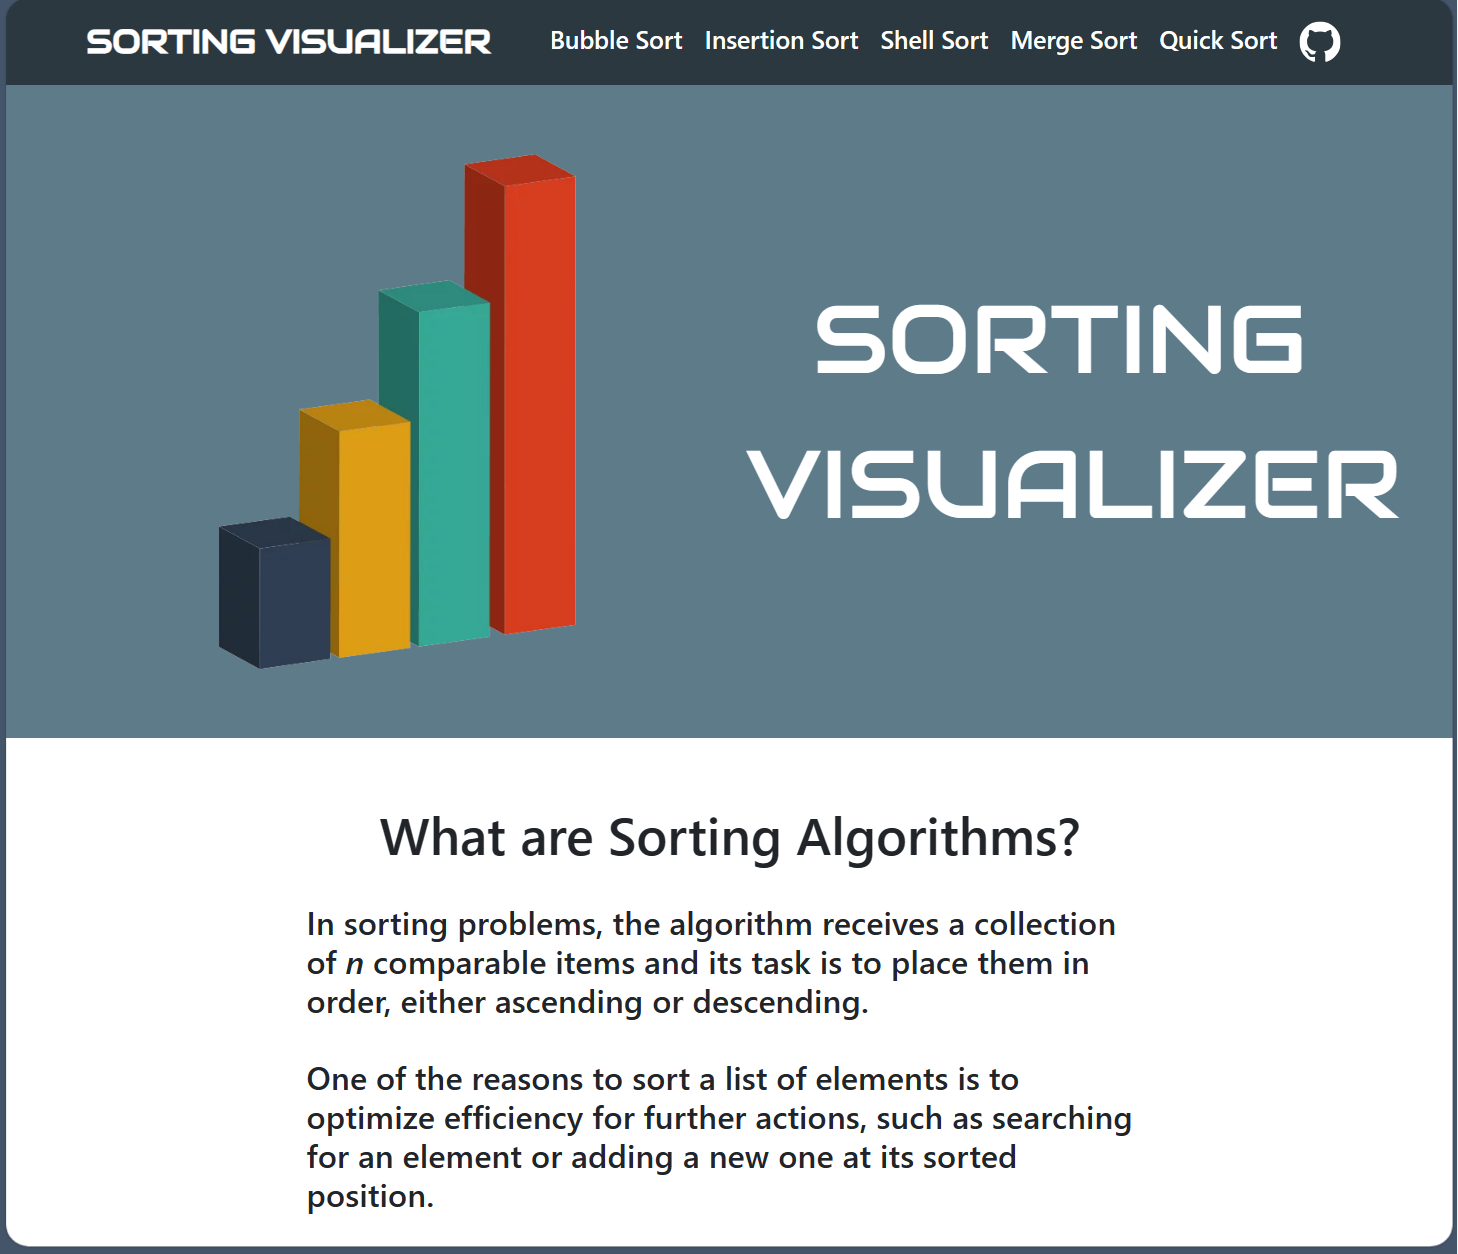 SORTING VISUALIZER Bubble Sort Insertion Sort Shell Sort Merge Sort Quick Sort
SORTING
VISUALIZER
What are Sorting Algorithms?
In sorting problems, the algorithm receives a collection
of n comparable items and its task is to place them in
order, either ascending or descending.
One of the reasons to sort a list of elements is to
optimize efficiency for further actions, such as searching
for an element or adding a new one at its sorted
position.